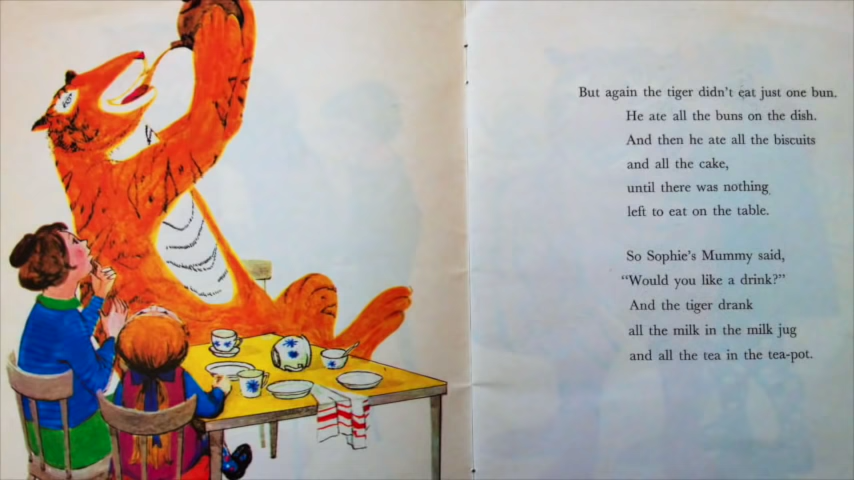 But again the tiger didn't eat just one bun.
He ate all the buns on the dish.
And then he ate all the biscuits
and all the cake,
until there was nothing
left to eat on the table.
So Sophie's Mummy said,
“Would you like a drink?”
And the tiger drank
all the milk in the milk jug
and all the tea in the tea-pot.